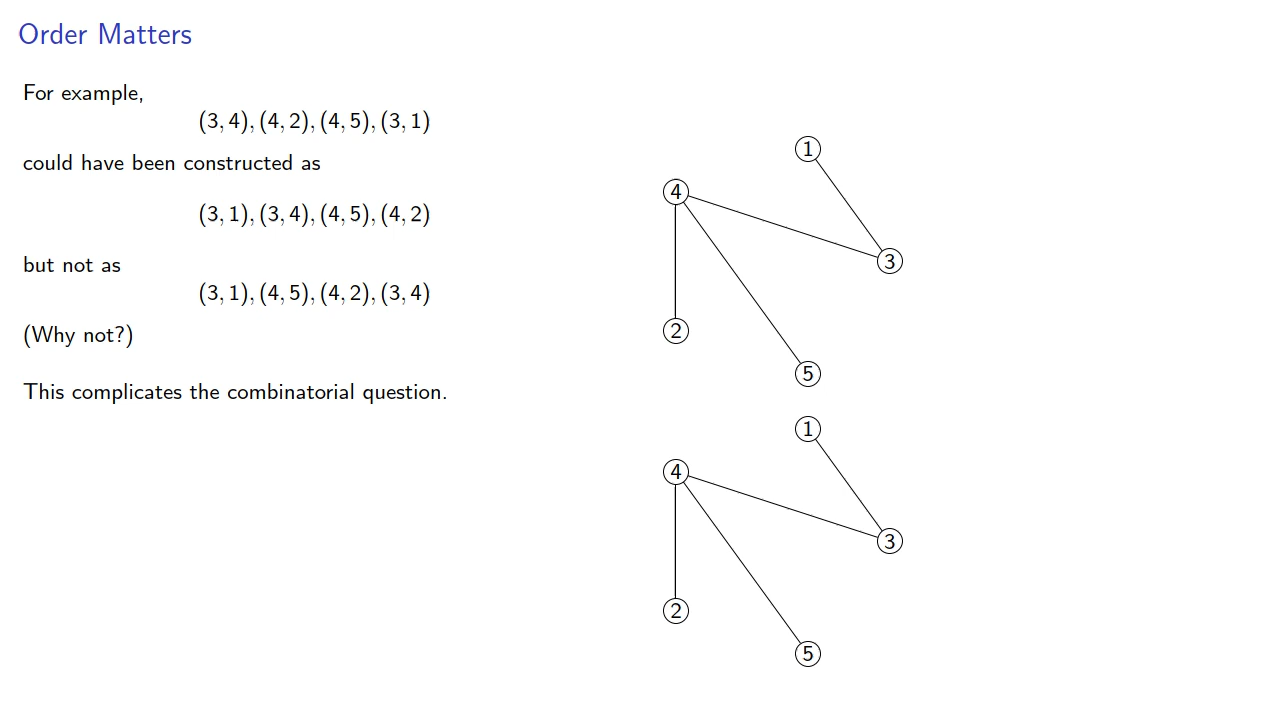 Order Matters
For example,
(3, 4), (4, 2), (4, 5), (3, 1)
could have been constructed as
(3, 1), (3, 4), (4, 5), (4, 2)
but not as
(3, 1), (4, 5), (4, 2), (3, 4)
(Why not?)
This complicates the combinatorial question.
1
4
3
2
5
1
4
3
2
5